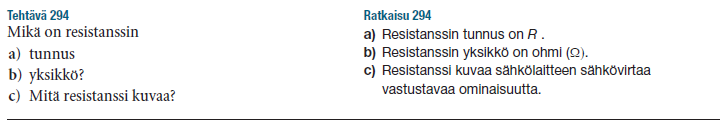 Tehtävä 294
Mikä on resistanssin
a) tunnus
b) yksikkö?
c) Mitä resistanssi kuvaa?
Ratkaisu 294
a) Resistanssin tunnus on R .
b) Resistanssin yksikkö on ohmi (Ω).
c) Resistanssi kuvaa sähkölaitteen sähkövirtaa
vastustavaa ominaisuutta.